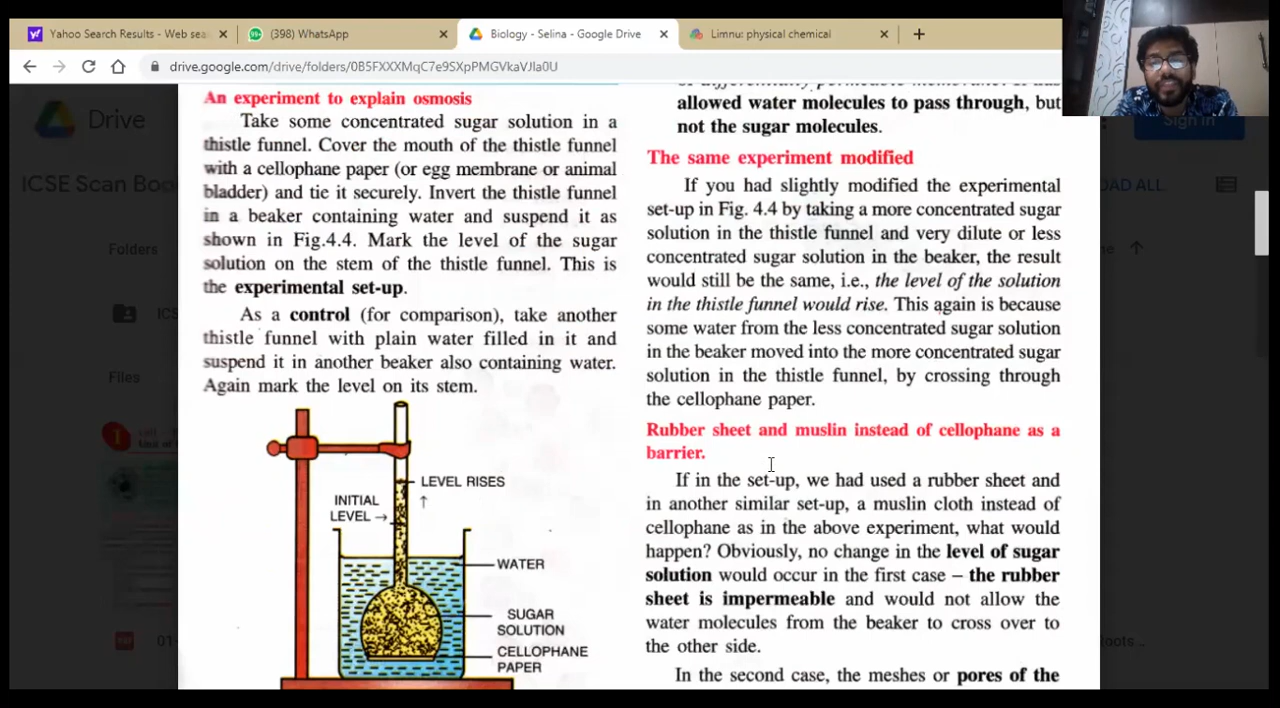 Yahoo Search Results - Web sea
(398) WhatsApp
Biology - Selina - Google Drive
Limnu: physical chemical
drive.google.com/drive/folders/0B5FXXXMqC7e9SXpPMGVkaVJla0U
Drive
Sign in
ICSE Scan Boo
OAD ALL
Folders
ICS
Files
01-
oots ..
An experiment to explain osmosis
Take some concentrated sugar solution in a
thistle funnel. Cover the mouth of the thistle funnel
with a cellophane paper (or egg membrane or animal
bladder) and tie it securely. Invert the thistle funnel
in a beaker containing water and suspend it as
shown in Fig.4.4. Mark the level of the sugar
solution on the stem of the thistle funnel. This is
the experimental set-up.
As a control (for comparison), take another
thistle funnel with plain water filled in it and
suspend it in another beaker also containing water.
Again mark the level on its stem.
LEVEL RISES
INITIAL
LEVEL →
WATER
SUGAR
SOLUTION
CELLOPHANE
PAPER
allowed water molecules to pass through, but
not the sugar molecules.
The same experiment modified
If you had slightly modified the experimental
set-up in Fig. 4.4 by taking a more concentrated sugar
solution in the thistle funnel and very dilute or less
concentrated sugar solution in the beaker, the result
would still be the same, i.e., the level of the solution
in the thistle funnel would rise. This again is because
some water from the less concentrated sugar solution
in the beaker moved into the more concentrated sugar
solution in the thistle funnel, by crossing through
the cellophane paper.
Rubber sheet and muslin instead of cellophane as a
barrier.
If in the set-up, we had used a rubber sheet and
in another similar set-up, a muslin cloth instead of
cellophane as in the above experiment, what would
happen? Obviously, no change in the level of sugar
solution would occur in the first case – the rubber
sheet is impermeable and would not allow the
water molecules from the beaker to cross over to
the other side.
In the second case, the meshes or pores of the